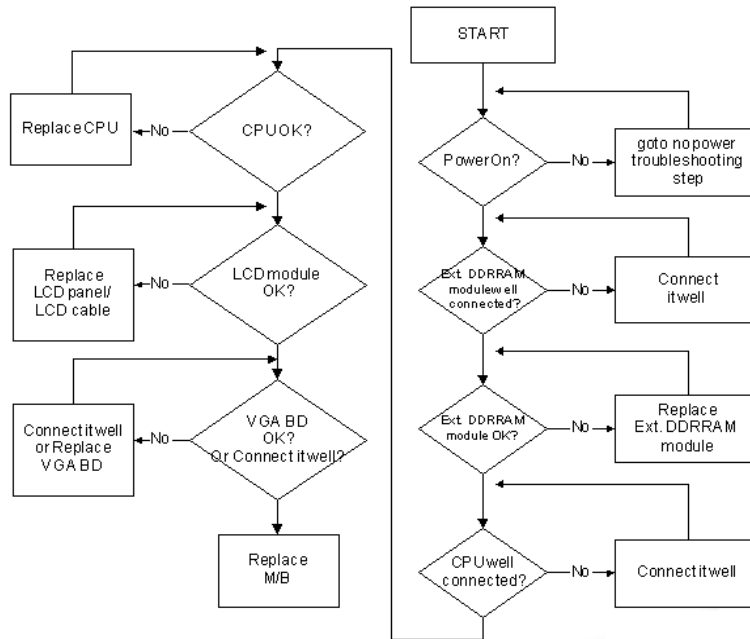 START
Power On?
No
goto no power
troubleshooting
step
Ext. DDRRAM
module well
connected?
No
Connect
it well
Ext. DDRRAM
module OK?
No
Replace
Ext. DDRRAM
module
CPU well
connected?
No
Connect it well
CPU OK?
No
Replace CPU
LCD module
OK?
No
Replace
LCD panel/
LCD cable
VGA BD
OK?
Or Connect it well?
No
Connect it well
or Replace
VGA BD
Replace
M/B